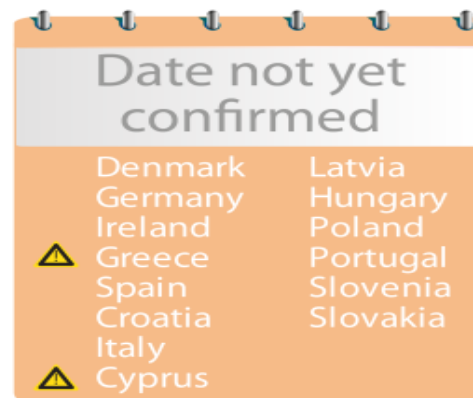 Date not yet
confirmed
Denmark
Germany
Ireland
Greece
Spain
Croatia
Italy
Cyprus
Latvia
Hungary
Poland
Portugal
Slovenia
Slovakia